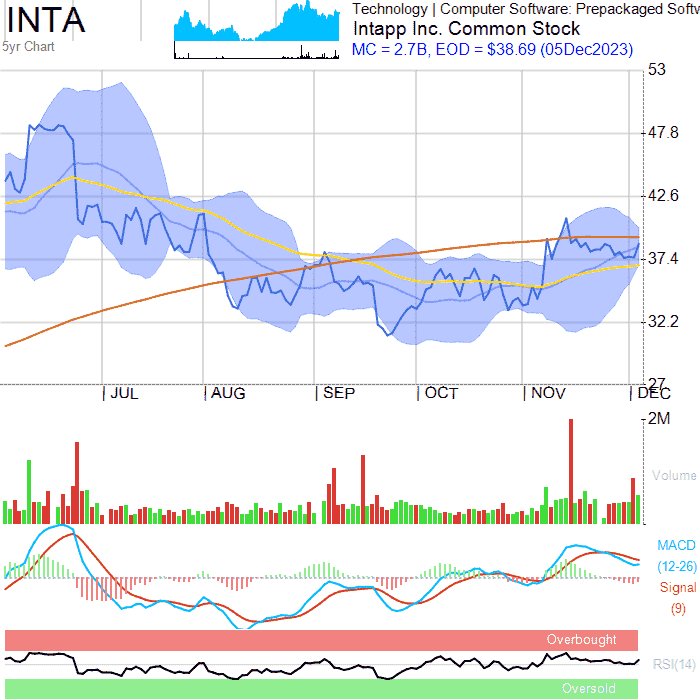 INTA
5yr Chart
Technology | Computer Software: Prepackaged Softw
Intapp Inc. Common Stock
MC = 2.7B, EOD = $38.69 (05Dec2023)
53
47.8
42.6
37.4
32.2
27
JUL AUG SEP OCT NOV DEC
2M
Volume
MACD
(12-26)
Signal
(9)
Overbought
RSI(14)
Oversold